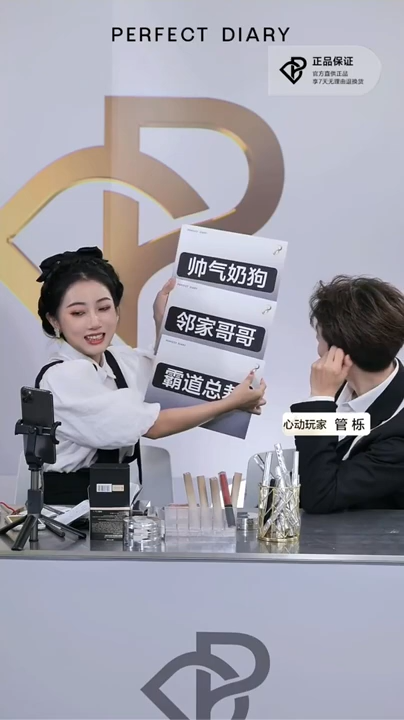 PERFECT DIARY
正品保证
官方直供正品
享7天无理由退换货
帅气奶狗
邻家哥哥
霸道总裁
心动玩家 管栎